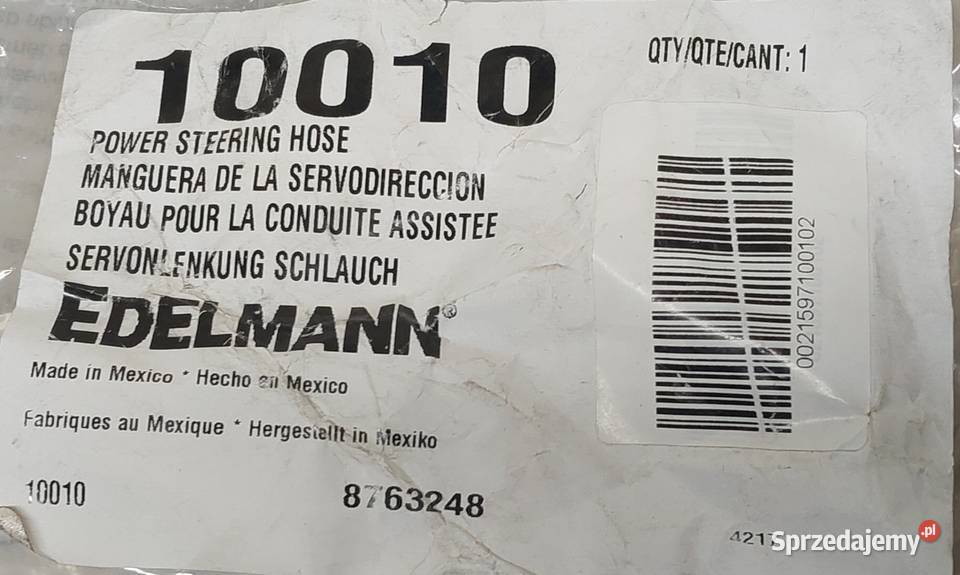 10010
QTY/QTE/CANT: 1
POWER STEERING HOSE
MANGUERA DE LA SERVODIRECCION
BOYAU POUR LA CONDUITE ASSISTEE
SERVONLENKUNG SCHLAUCH
EDELMANN®
Made in Mexico * Hecho en Mexico
Fabriques au Mexique * Hergestellt in Mexiko
10010
8763248
0021597100102
Sprzedajemy.pl